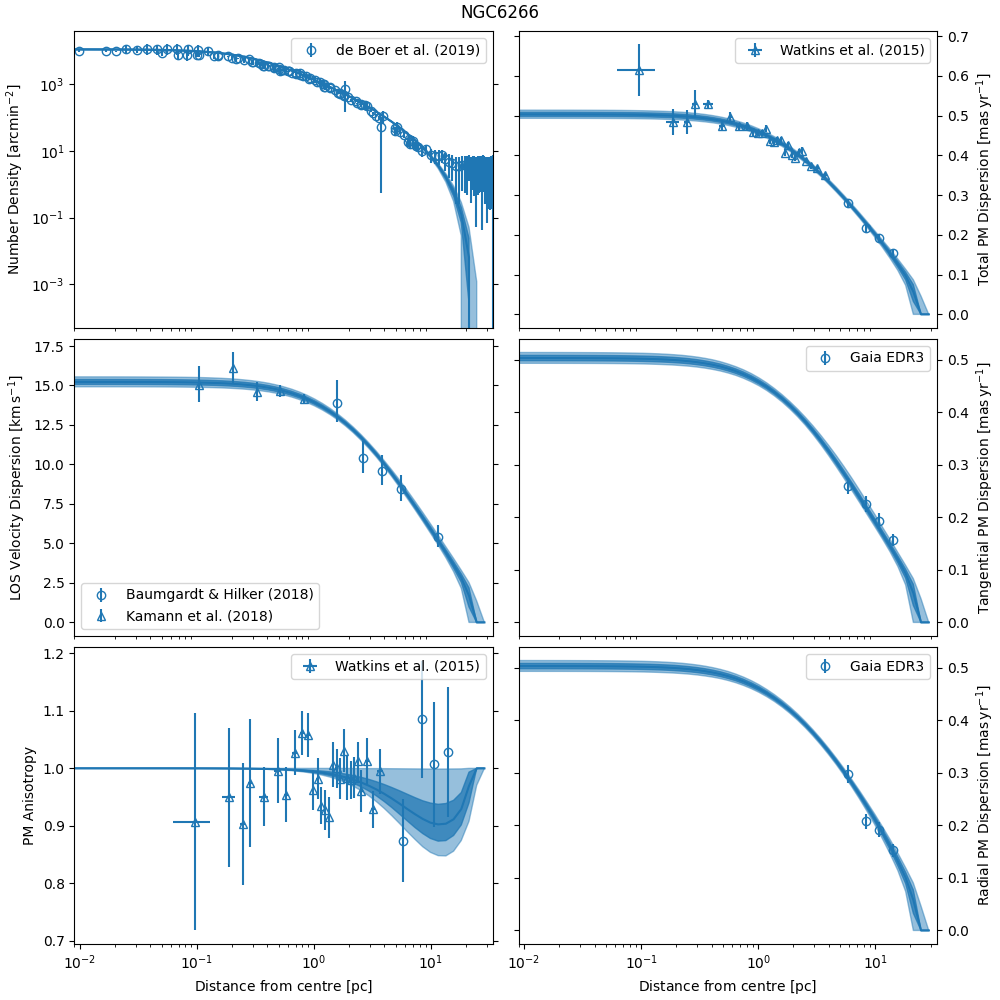 NGC6266
de Boer et al. (2019)
Number Density [arcmin⁻²]
10³
10¹
10⁻¹
10⁻³
Watkins et al. (2015)
Total PM Dispersion [mas yr⁻¹]
0.7
0.6
0.5
0.4
0.3
0.2
0.1
0.0
LOS Velocity Dispersion [km s⁻¹]
17.5
15.0
12.5
10.0
7.5
5.0
2.5
0.0
Baumgardt & Hilker (2018)
Kamann et al. (2018)
Gaia EDR3
Tangential PM Dispersion [mas yr⁻¹]
0.5
0.4
0.3
0.2
0.1
0.0
Watkins et al. (2015)
PM Anisotropy
1.2
1.1
1.0
0.9
0.8
0.7
10⁻² 10⁻¹ 10⁰ 10¹
Distance from centre [pc]
Gaia EDR3
Radial PM Dispersion [mas yr⁻¹]
0.5
0.4
0.3
0.2
0.1
0.0
10⁻² 10⁻¹ 10⁰ 10¹
Distance from centre [pc]